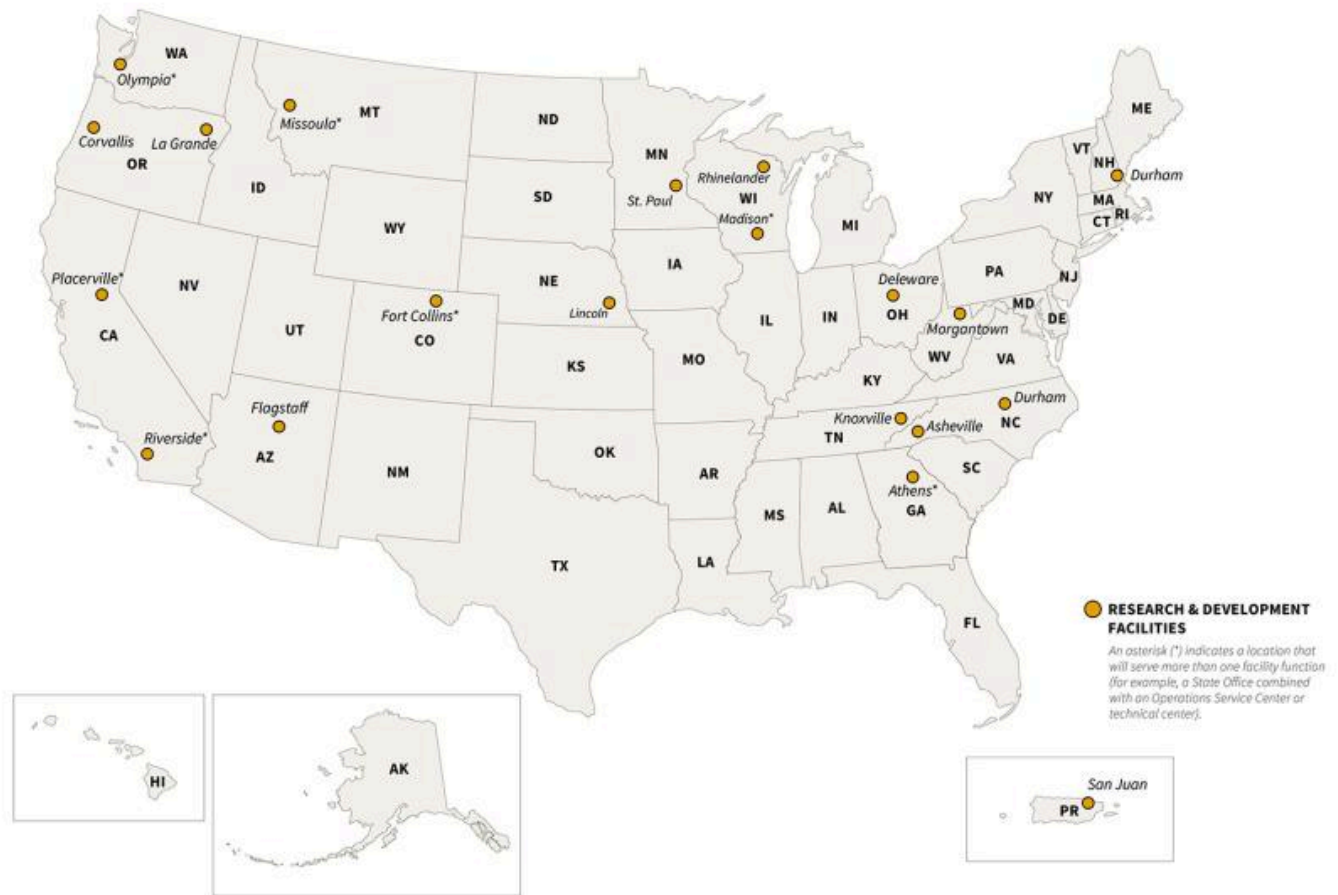 WA
Olympia*
MT
Missoula*
ND
ME
Corvallis
La Grande
OR
MN
VT
NH
Rhinelander
Durham
ID
SD
St. Paul
WI
NY
MA
RI
CT
WY
Madison*
MI
IA
PA
Placerville*
NV
NE
Deleware
NJ
Lincoln
MD
Fort Collins*
IL
IN
OH
DE
CA
UT
CO
Morgantown
KS
MO
WV
VA
KY
Flagstaff
Durham
Knoxville
NC
Riverside*
Asheville
TN
AZ
OK
NM
AR
SC
Athens*
MS
AL
GA
TX
LA
FL
RESEARCH & DEVELOPMENT
FACILITIES
An asterisk (*) indicates a location that
will serve more than one facility function
(for example, a State Office combined
with an Operations Service Center or
technical center).
HI
AK
San Juan
PR